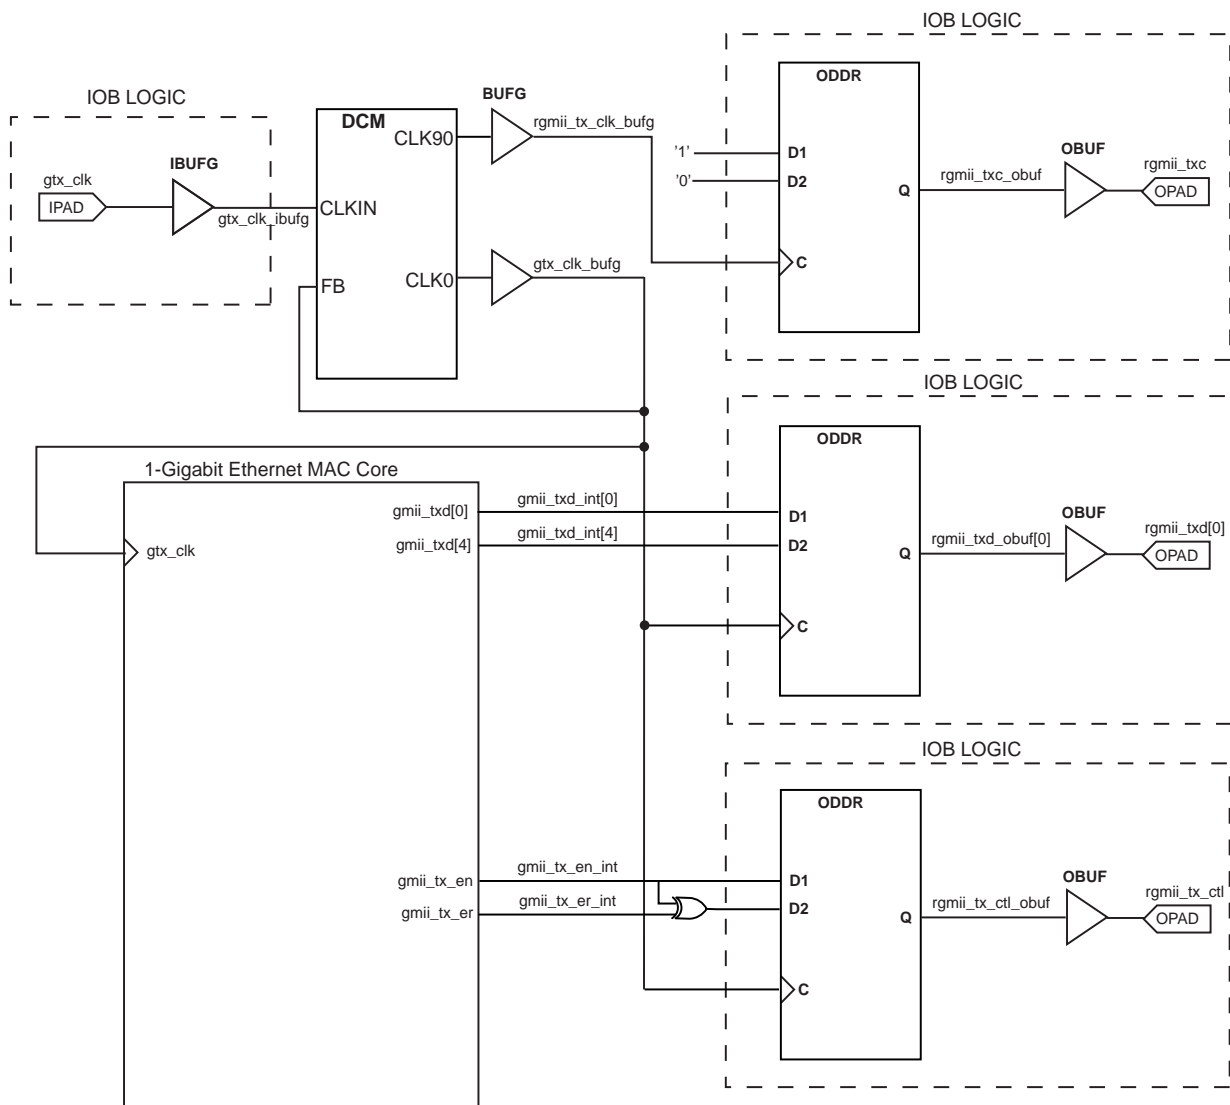 IOB LOGIC
gtx_clk
IPAD
IBUFG
gtx_clk_ibufg
DCM
CLKIN
FB
CLK90
CLK0
BUFG
rgmii_tx_clk_bufg
gtx_clk_bufg
IOB LOGIC
ODDR
'1'
'0'
D1
D2
Q
C
rgmii_txc_obuf
OBUF
rgmii_txc
OPAD
1-Gigabit Ethernet MAC Core
gtx_clk
gmii_txd[0]
gmii_txd[4]
gmii_txd_int[0]
gmii_txd_int[4]
IOB LOGIC
ODDR
D1
D2
Q
C
rgmii_txd_obuf[0]
OBUF
rgmii_txd[0]
OPAD
gmii_tx_en
gmii_tx_er
gmii_tx_en_int
gmii_tx_er_int
IOB LOGIC
ODDR
D1
D2
Q
C
rgmii_tx_ctl_obuf
OBUF
rgmii_tx_ctl
OPAD